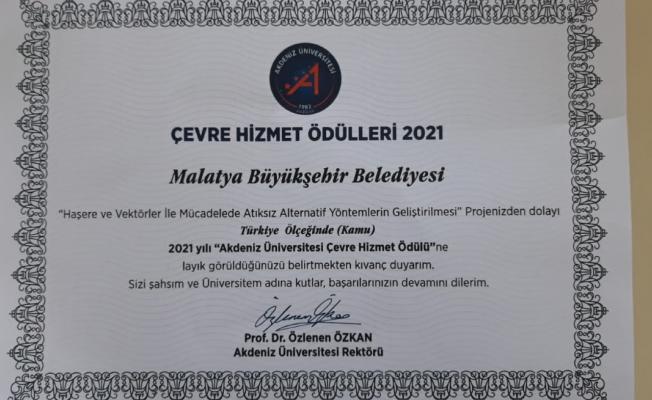 AKDENİZ ÜNİVERSİTESİ
1982
ÇEVRE HİZMET ÖDÜLLERİ 2021
Malatya Büyükşehir Belediyesi
"Haşere ve Vektörler İle Mücadelede Atıksız Alternatif Yöntemlerin Geliştirilmesi" Projenizden dolayı
Türkiye Ölçeğinde (Kamu)
2021 yılı "Akdeniz Üniversitesi Çevre Hizmet Ödülü"ne
layık görüldüğünüzü belirtmekten kıvanç duyarım.
Sizi şahsım ve Üniversitem adına kutlar, başarılarınızın devamını dilerim.
Prof. Dr. Özlenen ÖZKAN
Akdeniz Üniversitesi Rektörü